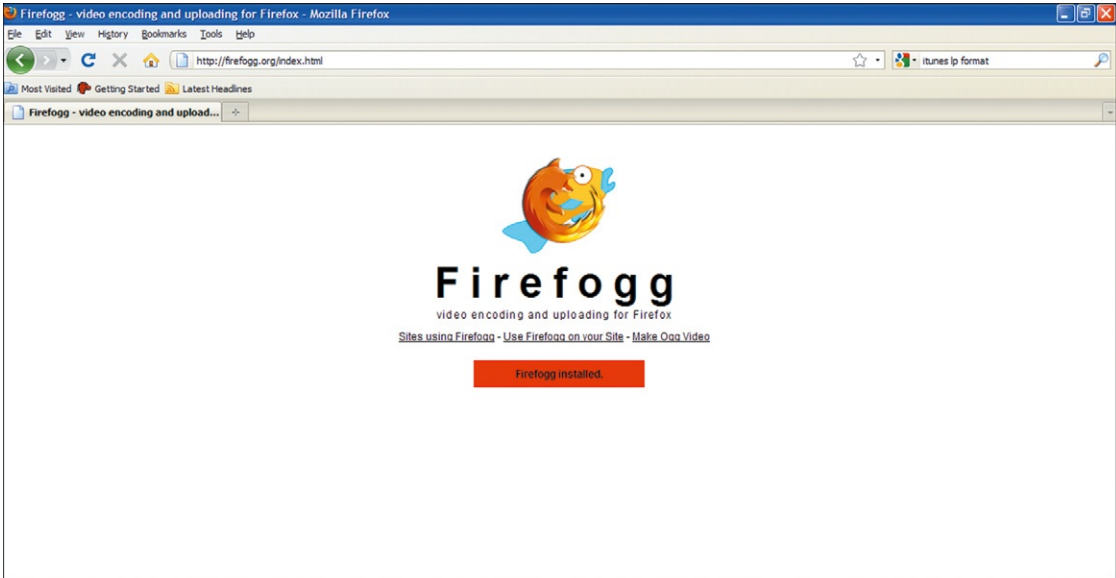 Firefogg - video encoding and uploading for Firefox - Mozilla Firefox
File Edit View History Bookmarks Tools Help
http://firefogg.org/index.html itunes lp format
Most Visited Getting Started Latest Headlines
Firefogg - video encoding and upload...
Firefogg
video encoding and uploading for Firefox
Sites using Firefogg - Use Firefogg on your Site - Make Ogg Video
Firefogg installed.